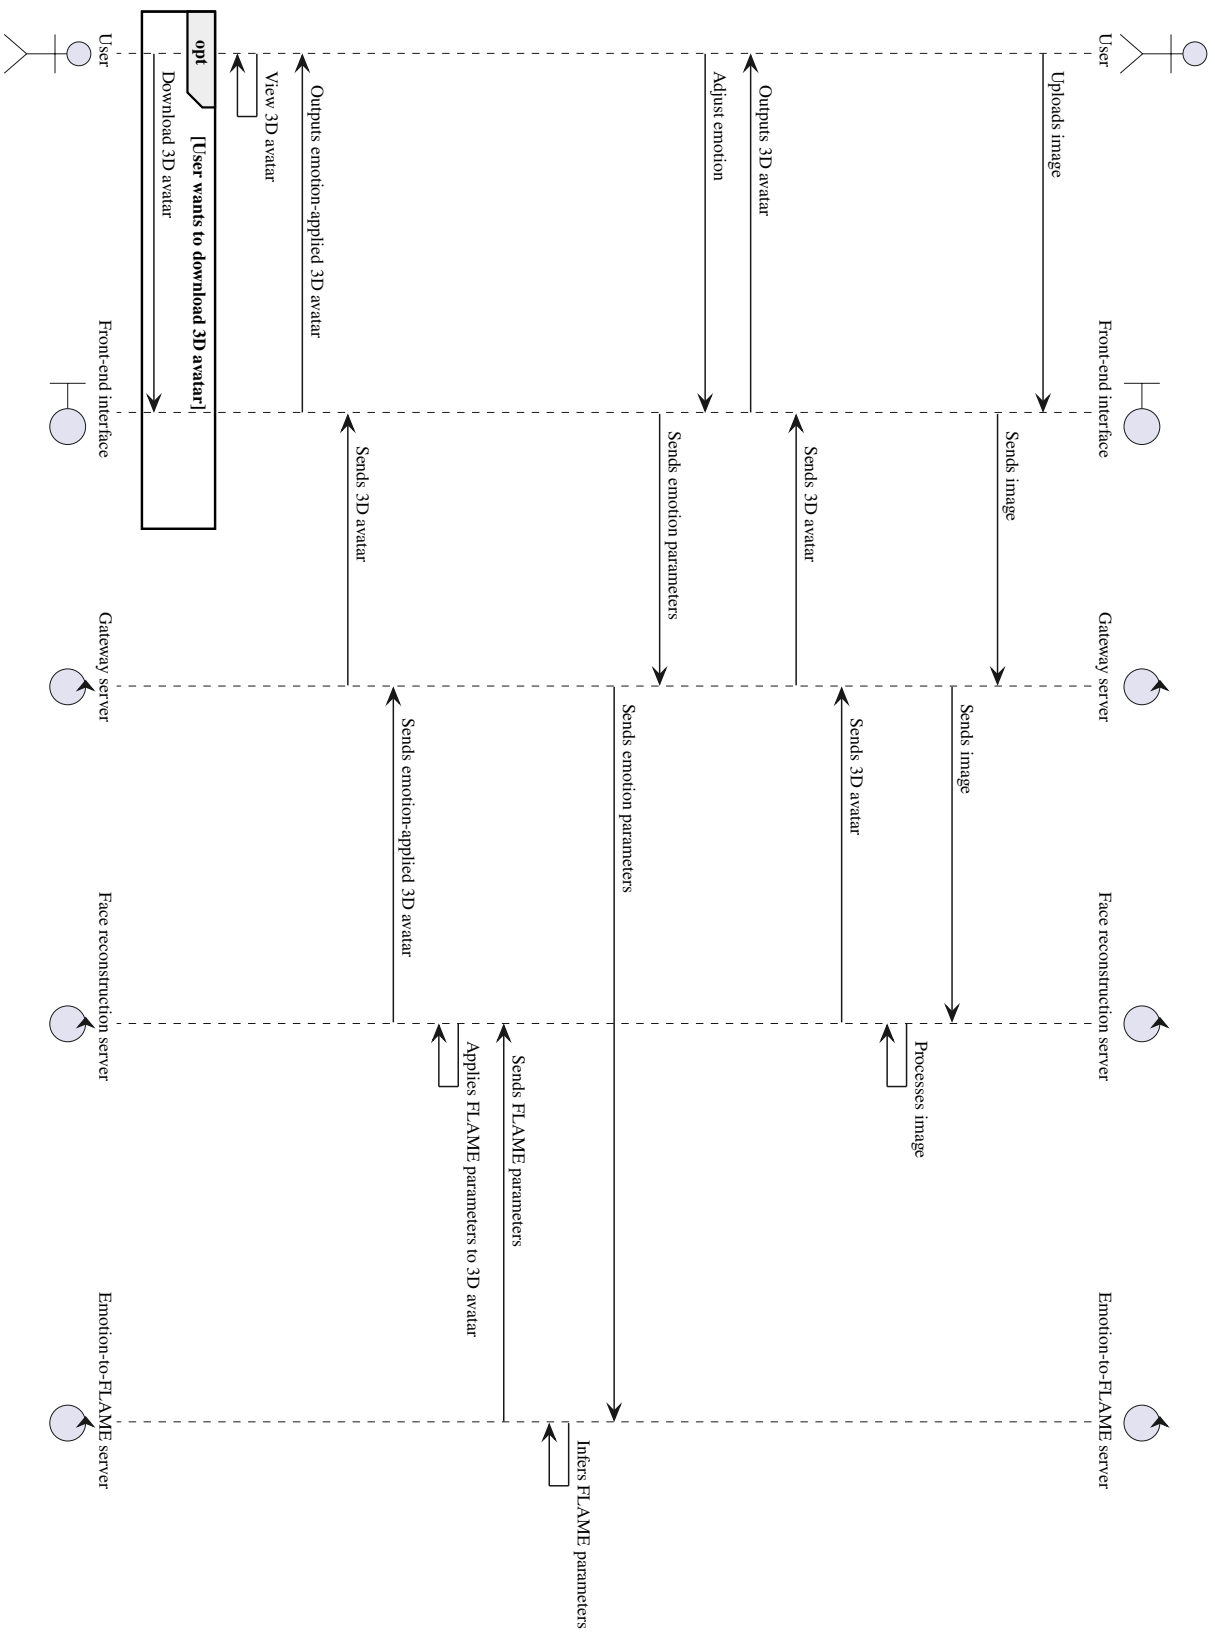 User
Front-end interface
Gateway server
Face reconstruction server
Emotion-to-FLAME server
Uploads image
Sends image
Sends image
Processes image
Sends 3D avatar
Sends 3D avatar
Outputs 3D avatar
Adjust emotion
Sends emotion parameters
Sends emotion parameters
Infers FLAME parameters
Sends FLAME parameters
Applies FLAME parameters to 3D avatar
Sends emotion-applied 3D avatar
Sends 3D avatar
Outputs emotion-applied 3D avatar
View 3D avatar
opt
[User wants to download 3D avatar]
Download 3D avatar
User
Front-end interface
Gateway server
Face reconstruction server
Emotion-to-FLAME server